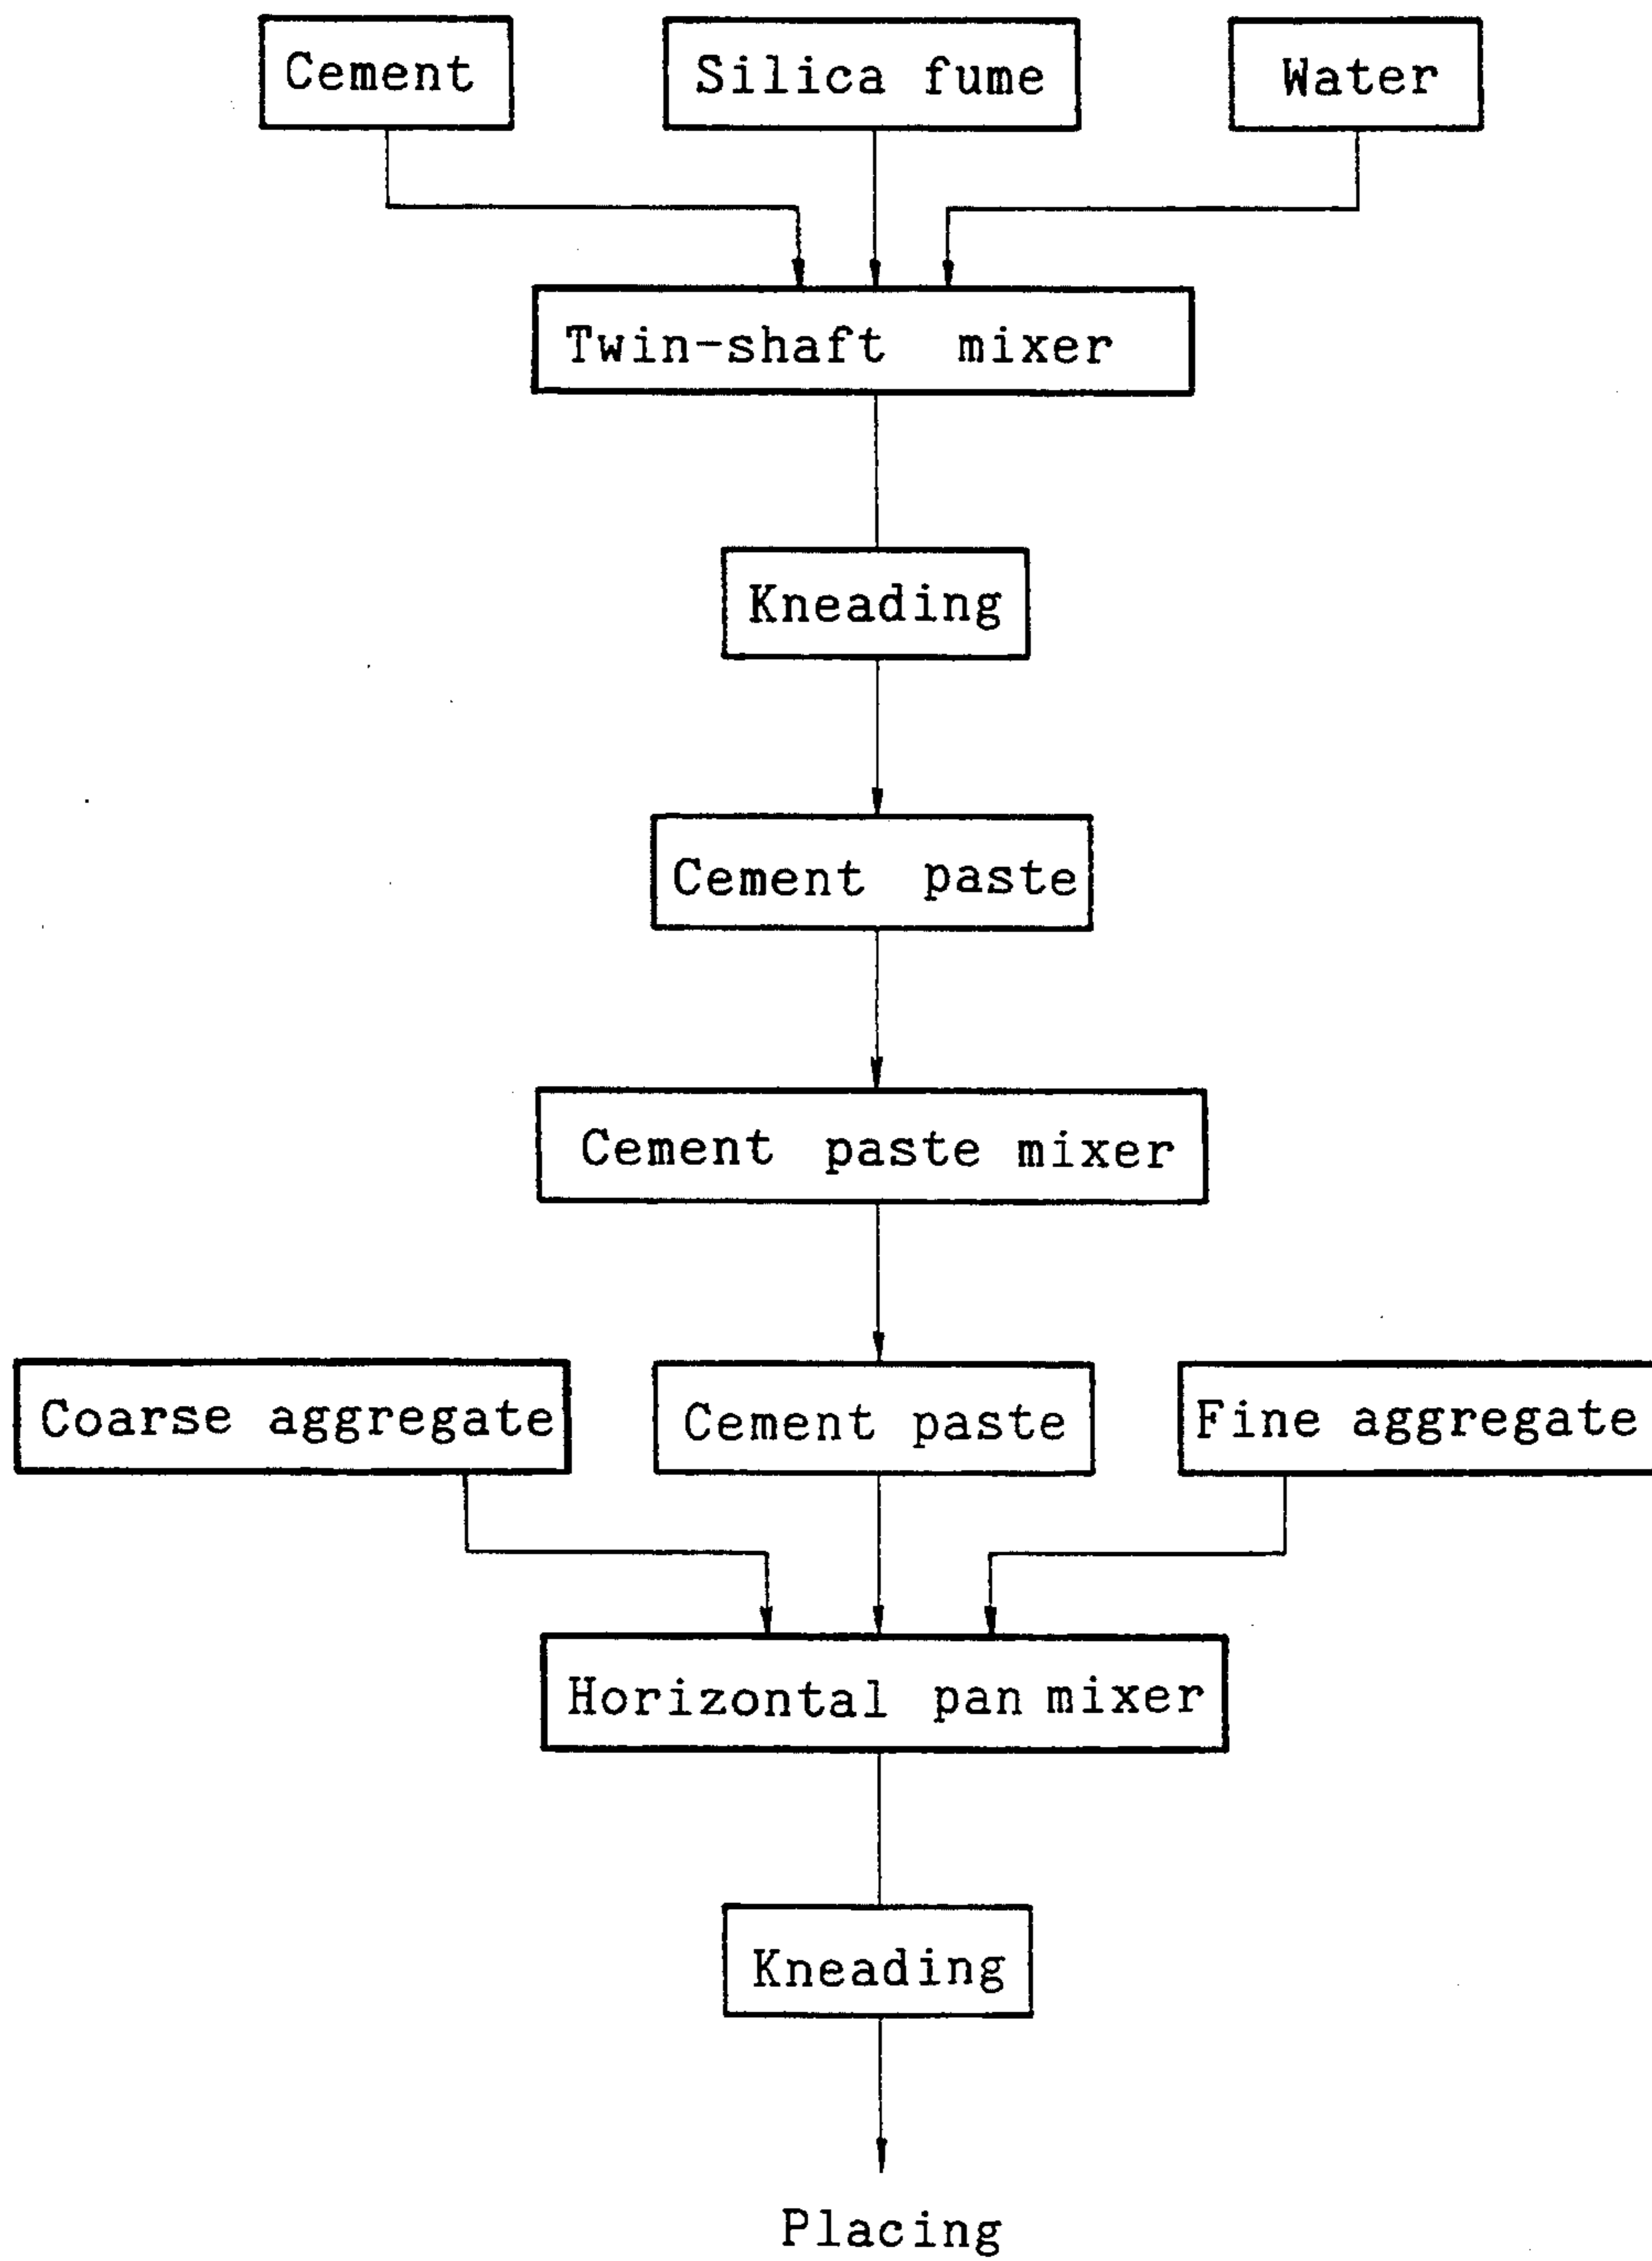 Cement
Silica fume
Water
Twin-shaft mixer
Kneading
Cement paste
Cement paste mixer
Coarse aggregate
Cement paste
Fine aggregate
Horizontal pan mixer
Kneading
Placing